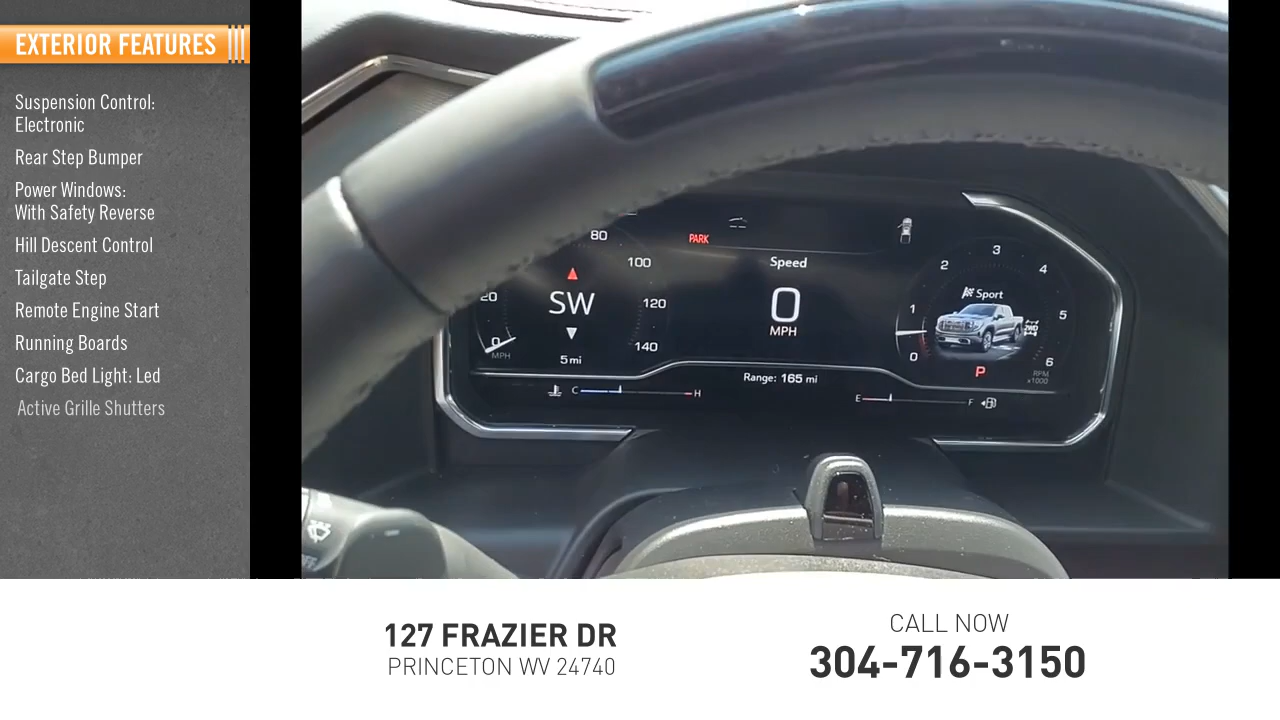 EXTERIOR FEATURES
Suspension Control:
Electronic
Rear Step Bumper
Power Windows:
With Safety Reverse
Hill Descent Control
Tailgate Step
Remote Engine Start
Running Boards
Cargo Bed Light: Led
Active Grille Shutters
80
100
120
140
20
0
MPH
SW
5 mi
PARK
Speed
0
MPH
Range: 165 mi
C
H
E
F
Sport
2WD
0
1
2
3
4
5
6
RPM
x1000
P
127 FRAZIER DR
PRINCETON WV 24740
CALL NOW
304-716-3150